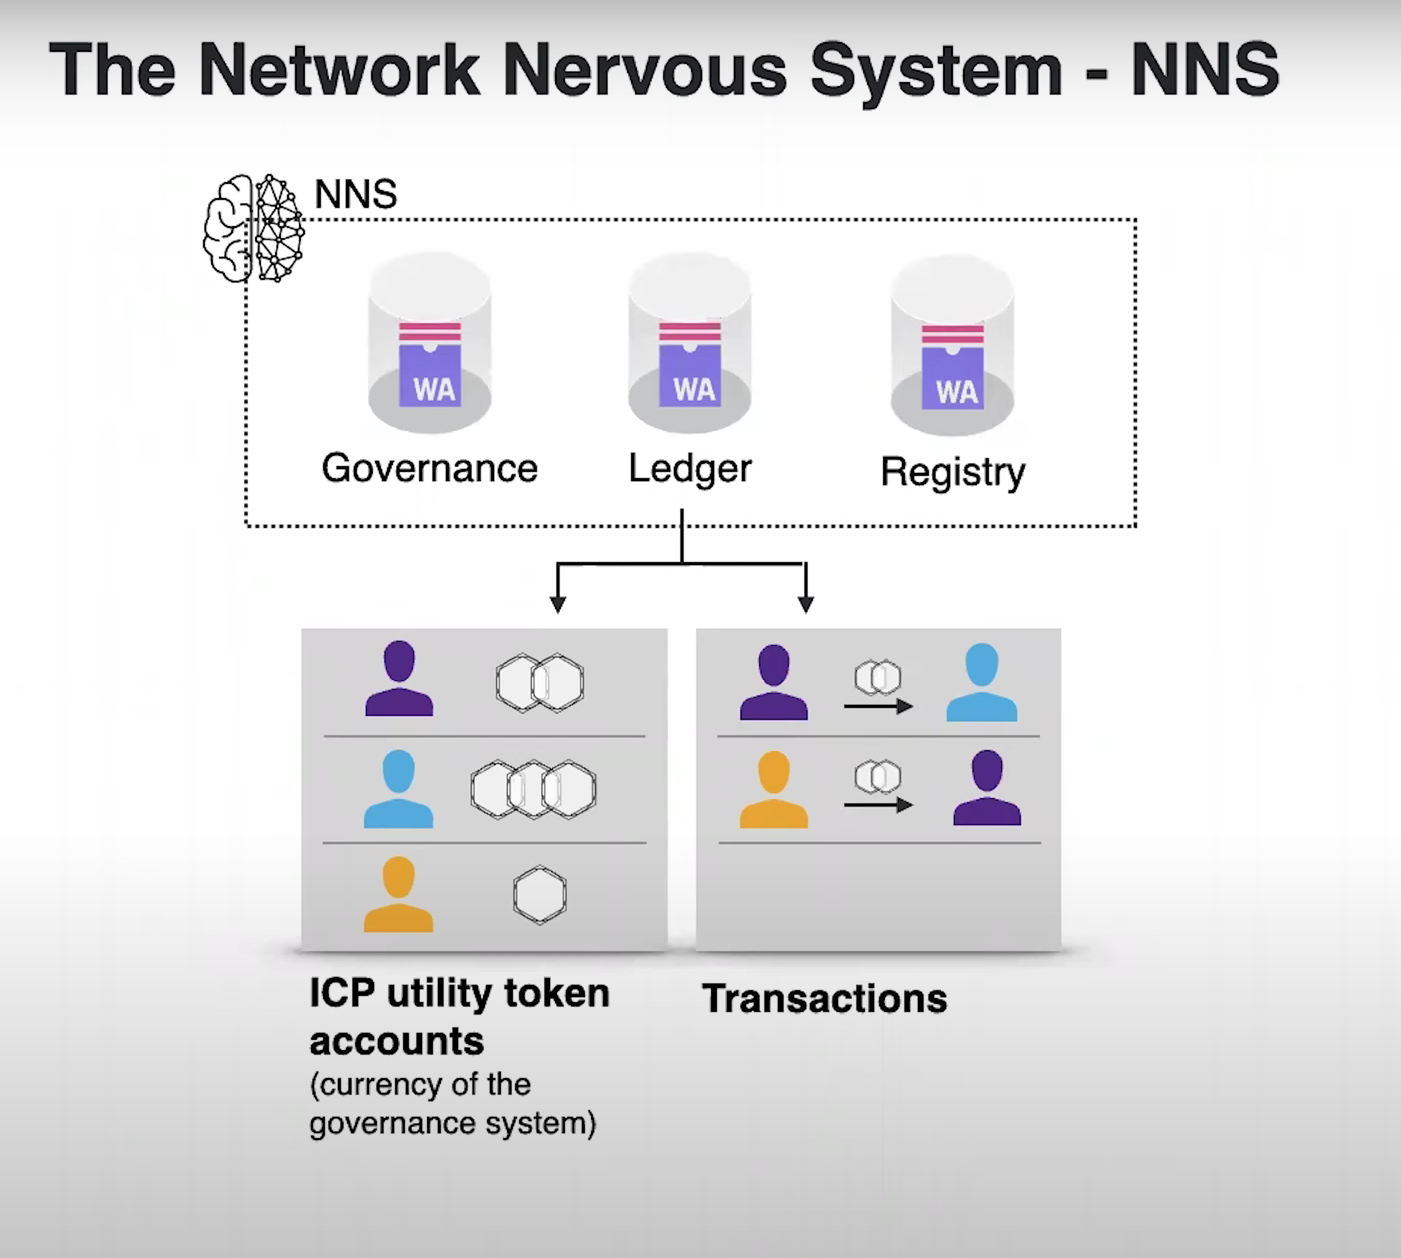 The Network Nervous System - NNS
NNS
WA
WA
WA
Governance
Ledger
Registry
ICP utility token
accounts
(currency of the
governance system)
Transactions